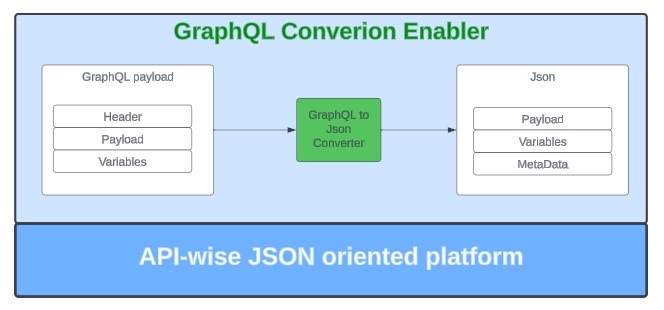 GraphQL Converion Enabler
GraphQL payload
Header
Payload
Variables
GraphQL to
Json
Converter
Json
Payload
Variables
MetaData
API-wise JSON oriented platform